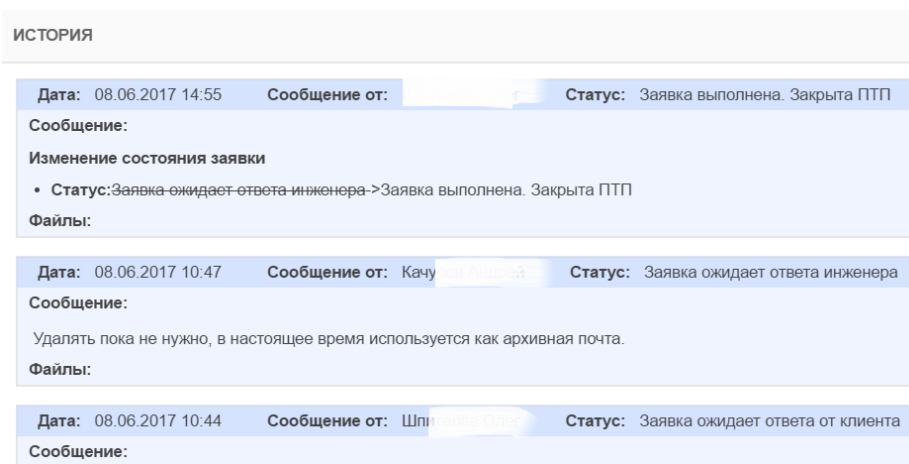 ИСТОРИЯ
Дата: 08.06.2017 14:55 Сообщение от: Статус: Заявка выполнена. Закрыта ПТП
Сообщение:
Изменение состояния заявки
• Статус:Заявка ожидает ответа инженера->Заявка выполнена. Закрыта ПТП
Файлы:
Дата: 08.06.2017 10:47 Сообщение от: Статус: Заявка ожидает ответа инженера
Сообщение:
Удалять пока не нужно, в настоящее время используется как архивная почта.
Файлы:
Дата: 08.06.2017 10:44 Сообщение от: Статус: Заявка ожидает ответа от клиента
Сообщение: